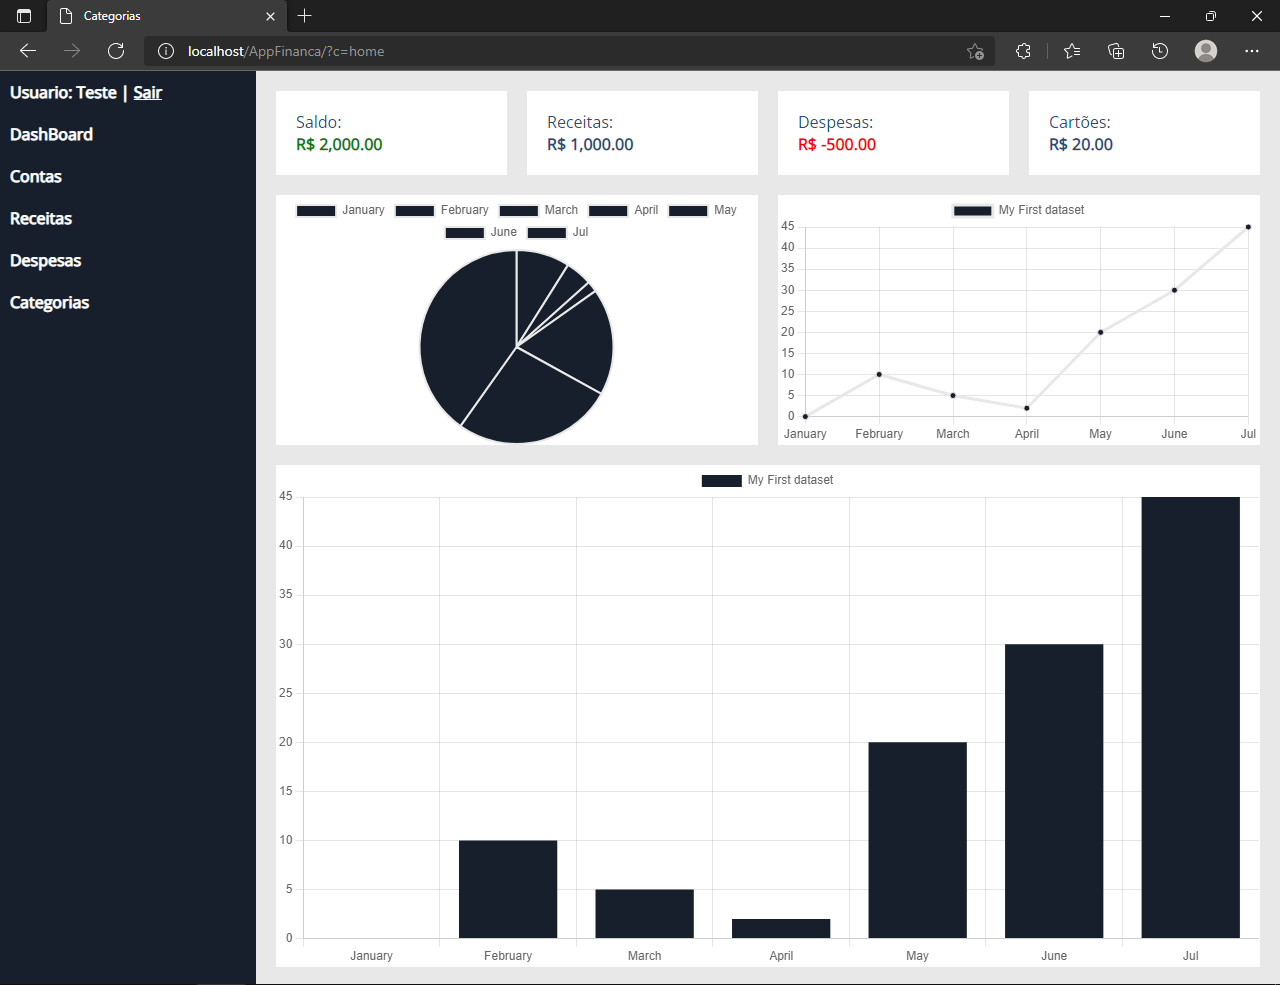 Categorias
localhost/AppFinanca/?c=home
Usuario: Teste | Sair
DashBoard
Contas
Receitas
Despesas
Categorias
Saldo:
R$ 2,000.00
Receitas:
R$ 1,000.00
Despesas:
R$ -500.00
Cartões:
R$ 20.00
January February March April May
June Jul
My First dataset
45
40
35
30
25
20
15
10
5
0
January February March April May June Jul
My First dataset
45
40
35
30
25
20
15
10
5
0
January February March April May June Jul